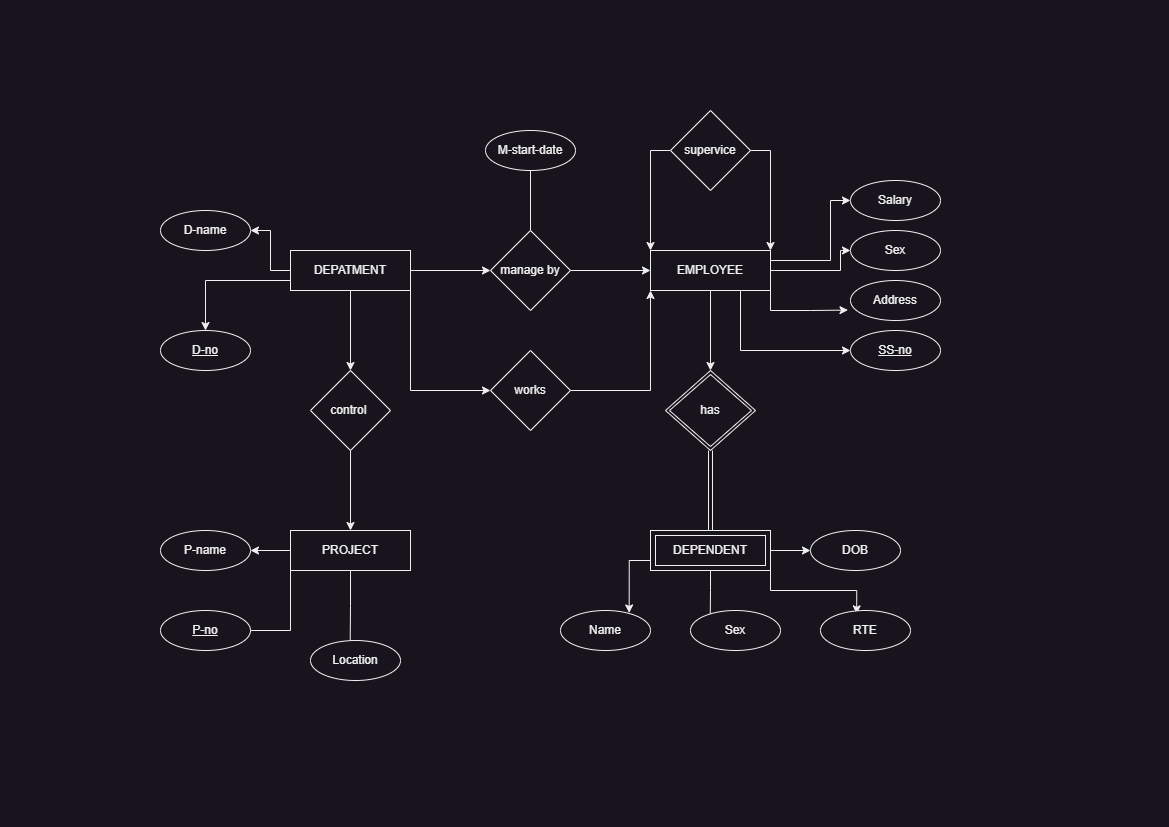 M-start-date
supervice
Salary
D-name
Sex
DEPATMENT
manage by
EMPLOYEE
Address
D-no
SS-no
works
control
has
P-name
PROJECT
DEPENDENT
DOB
P-no
Name
Sex
RTE
Location